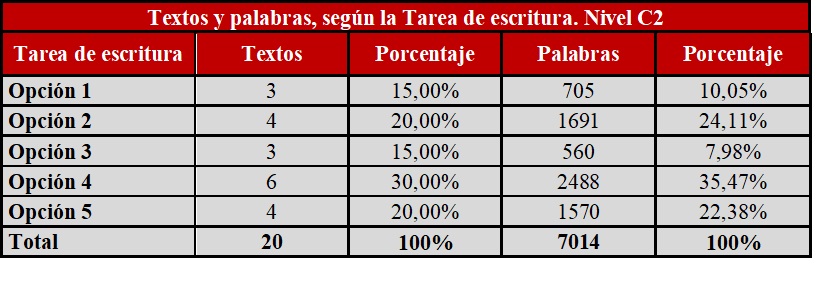 Textos y palabras, según la Tarea de escritura. Nivel C2
Tarea de escritura Textos Porcentaje Palabras Porcentaje
Opción 1 3 15,00% 705 10,05%
Opción 2 4 20,00% 1691 24,11%
Opción 3 3 15,00% 560 7,98%
Opción 4 6 30,00% 2488 35,47%
Opción 5 4 20,00% 1570 22,38%
Total 20 100% 7014 100%